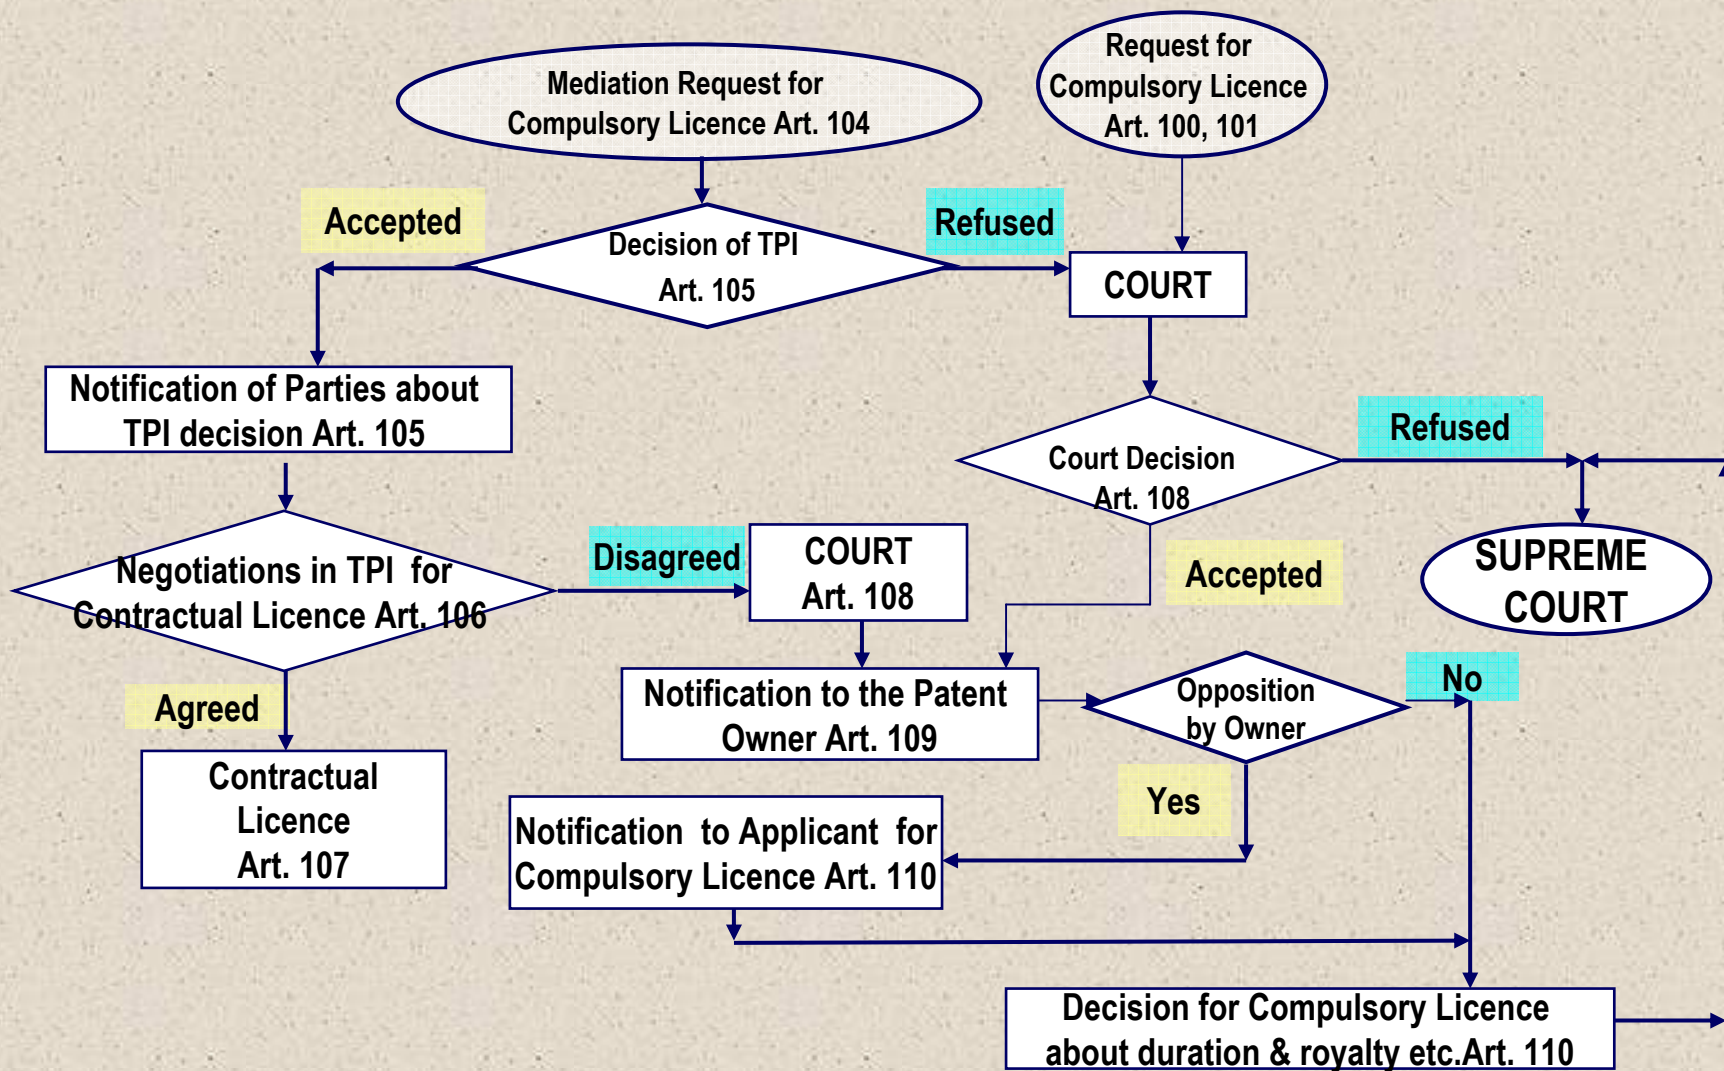 Mediation Request for
Compulsory Licence Art. 104
Request for
Compulsory Licence
Art. 100, 101
Accepted
Decision of TPI
Art. 105
Refused
COURT
Notification of Parties about
TPI decision Art. 105
Court Decision
Art. 108
Refused
SUPREME
COURT
Negotiations in TPI for
Contractual Licence Art. 106
Disagreed
COURT
Art. 108
Accepted
Agreed
Contractual
Licence
Art. 107
Notification to the Patent
Owner Art. 109
Opposition
by Owner
No
Yes
Notification to Applicant for
Compulsory Licence Art. 110
Decision for Compulsory Licence
about duration & royalty etc.Art. 110